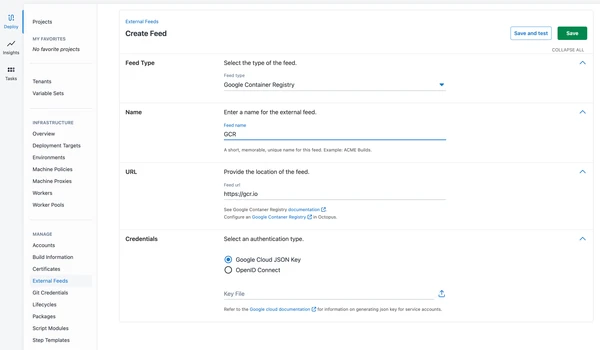 Deploy
Insights
Tasks
Projects
MY FAVORITES
No favorite projects
Tenants
Variable Sets
INFRASTRUCTURE
Overview
Deployment Targets
Environments
Machine Policies
Machine Proxies
Workers
Worker Pools
MANAGE
Accounts
Build Information
Certificates
External Feeds
Git Credentials
Lifecycles
Packages
Script Modules
Step Templates
External Feeds
Create Feed
Save and test
Save
COLLAPSE ALL
Feed Type
Select the type of the feed.
Feed type
Google Container Registry
Name
Enter a name for the external feed.
Feed name
GCR
A short, memorable, unique name for this feed. Example: ACME Builds.
URL
Provide the location of the feed.
Feed url
https://gcr.io
See Google Container Registry documentation
Configure an Google Container Registry in Octopus.
Credentials
Select an authentication type.
Google Cloud JSON Key
OpenID Connect
Key File
Refer to the Google cloud documentation for information on generating json key for service accounts.